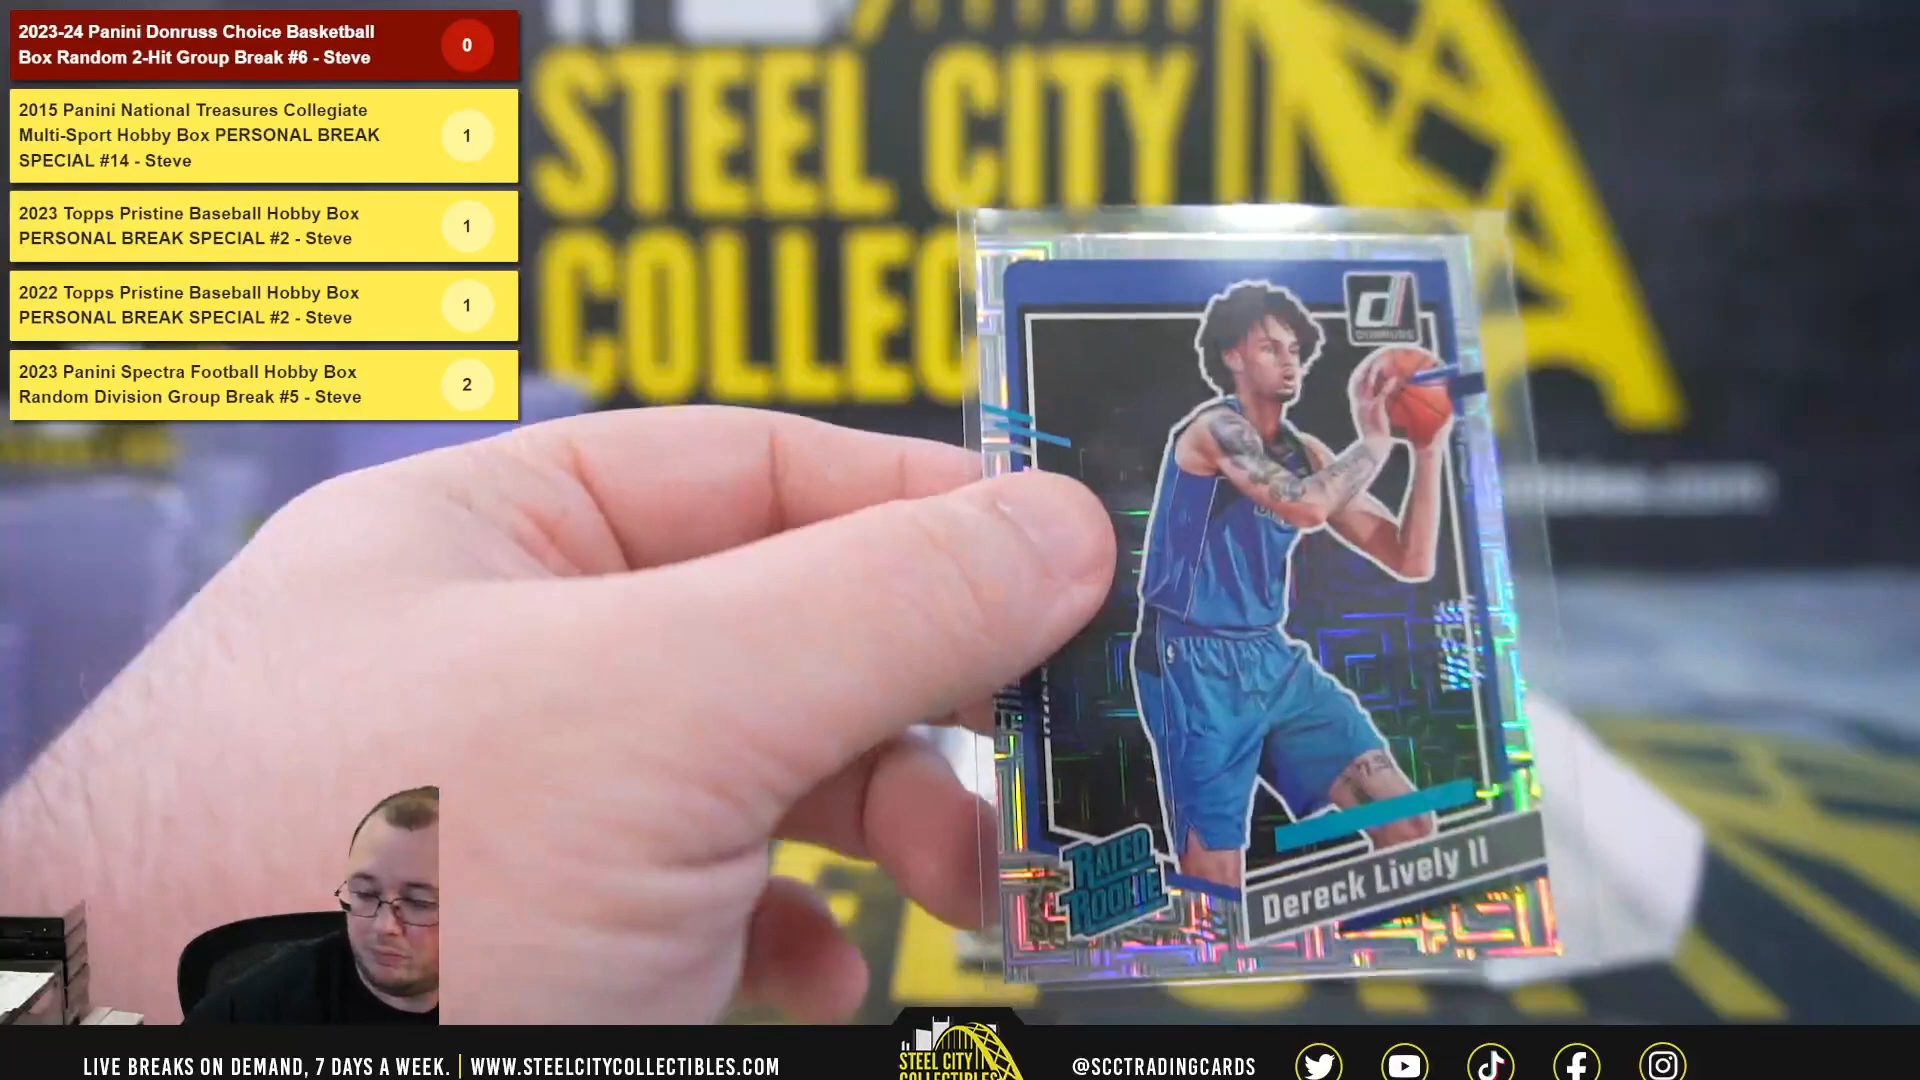 2023-24 Panini Donruss Choice Basketball
Box Random 2-Hit Group Break #6 - Steve
0
2015 Panini National Treasures Collegiate
Multi-Sport Hobby Box PERSONAL BREAK
SPECIAL #14 - Steve
1
2023 Topps Pristine Baseball Hobby Box
PERSONAL BREAK SPECIAL #2 - Steve
1
2022 Topps Pristine Baseball Hobby Box
PERSONAL BREAK SPECIAL #2 - Steve
1
2023 Panini Spectra Football Hobby Box
Random Division Group Break #5 - Steve
2
STEEL CITY
COLLEC
d
DONRUSS
RATED
ROOKIE
Dereck Lively II
LIVE BREAKS ON DEMAND, 7 DAYS A WEEK. | WWW.STEELCITYCOLLECTIBLES.COM
STEEL CITY
COLLECTIBLES
@SCCTRADINGCARDS